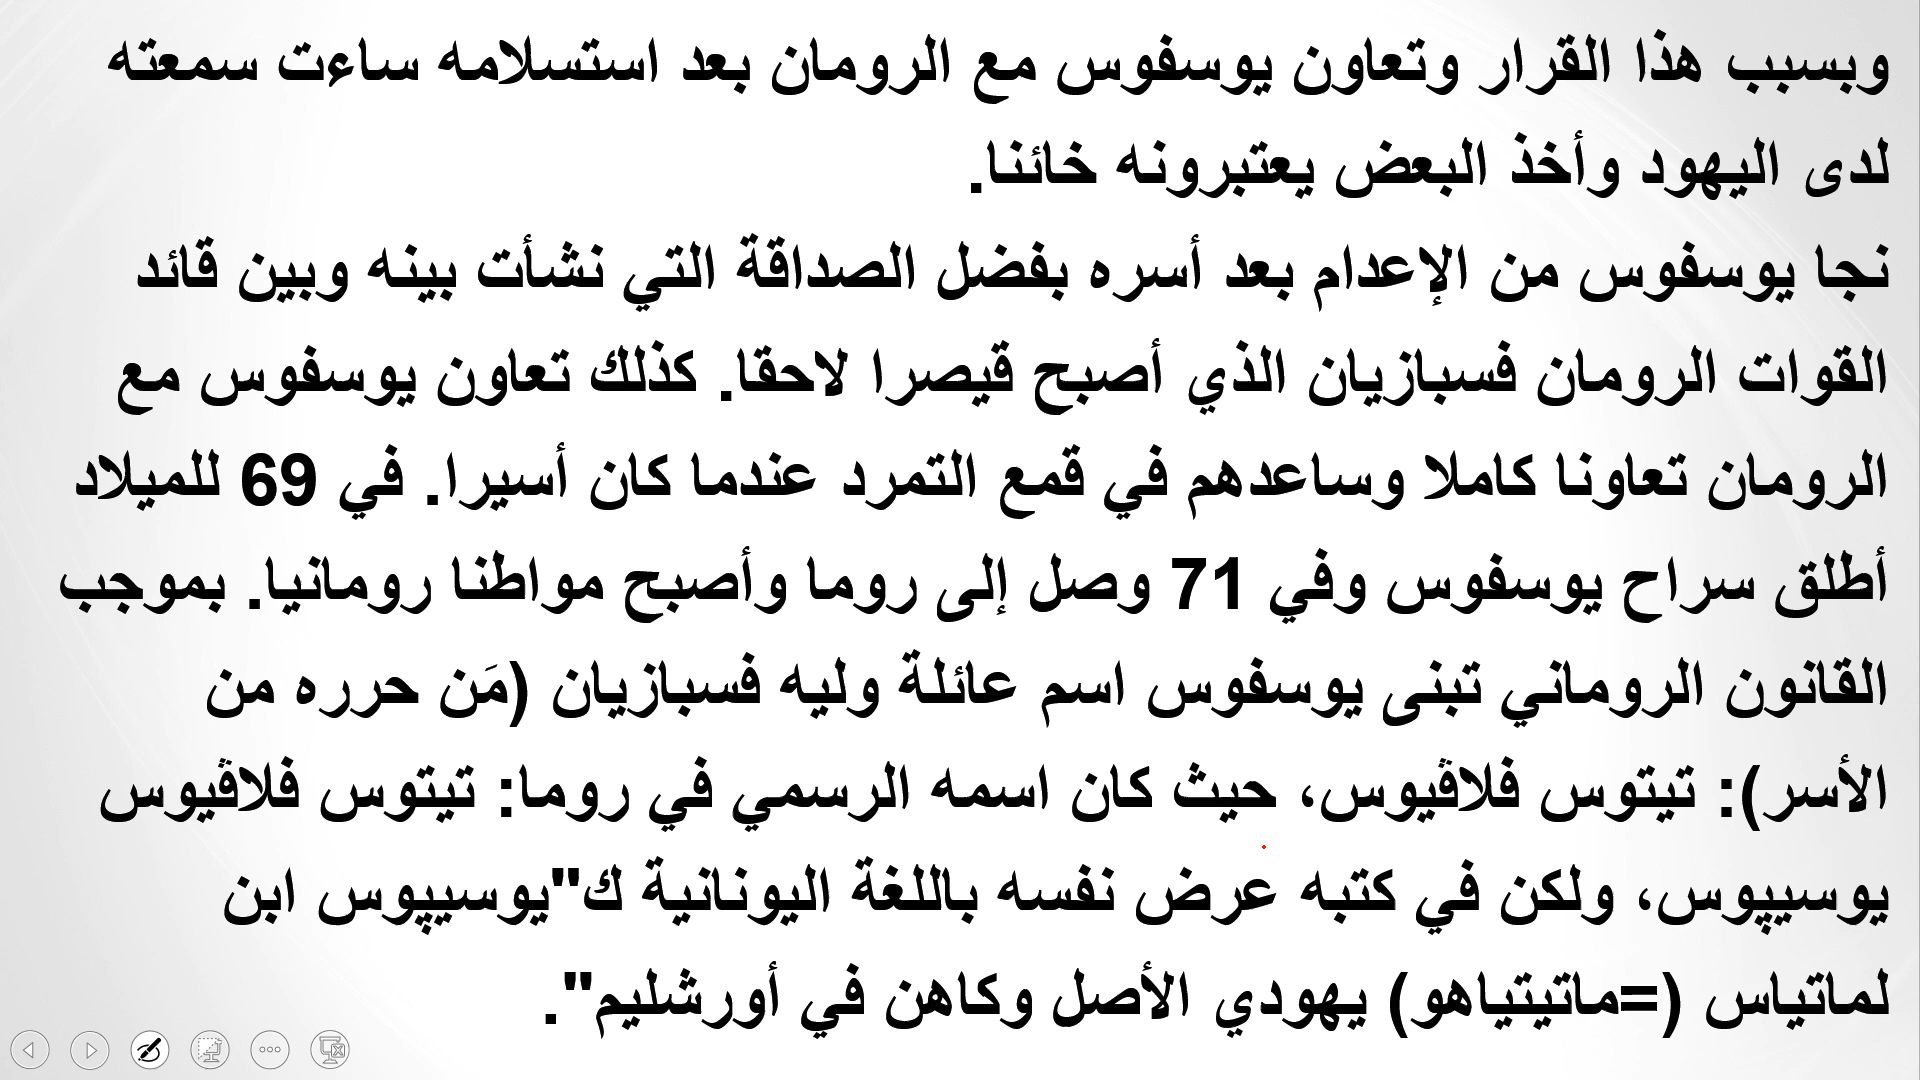 وبسبب هذا القرار وتعاون يوسفوس مع الرومان بعد استسلامه ساءت سمعته
لدى اليهود وأخذ البعض يعتبرونه خائنا.
نجا يوسفوس من الإعدام بعد أسره بفضل الصداقة التي نشأت بينه وبين قائد
القوات الرومان فسبازيان الذي أصبح قيصرا لاحقا. كذلك تعاون يوسفوس مع
الرومان تعاونا كاملا وساعدهم في قمع التمرد عندما كان أسيرا. في 69 للميلاد
أطلق سراح يوسفوس وفي 71 وصل إلى روما وأصبح مواطنا رومانيا. بموجب
القانون الروماني تبنى يوسفوس اسم عائلة وليه فسبازيان (مَن حرره من
الأسر): تيتوس فلاڤيوس، حيث كان اسمه الرسمي في روما: تيتوس فلاڤيوس
يوسيپوس، ولكن في كتبه عرض نفسه باللغة اليونانية ك"يوسيپوس ابن
لماتياس (=ماتيتياهو) يهودي الأصل وكاهن في أورشليم".